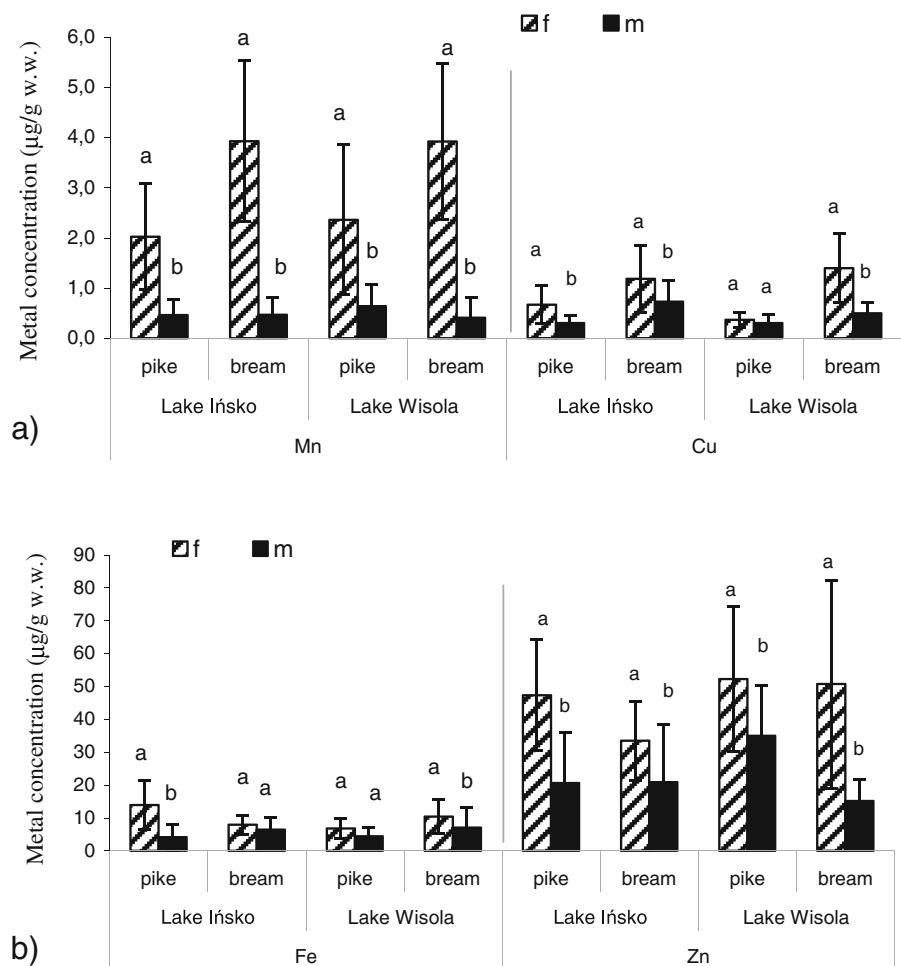 f m
Metal concentration (µg/g w.w.)
6,0
5,0
4,0
3,0
2,0
1,0
0,0
a b a b a b a b a b a b a a a b
pike bream pike bream pike bream pike bream
Lake Ińsko Lake Wisola Lake Ińsko Lake Wisola
a)
Mn Cu
f m
Metal concentration (µg/g w.w.)
90
80
70
60
50
40
30
20
10
0
a b a a a a a b a b a b a b a b
pike bream pike bream pike bream pike bream
Lake Ińsko Lake Wisola Lake Ińsko Lake Wisola
b)
Fe Zn